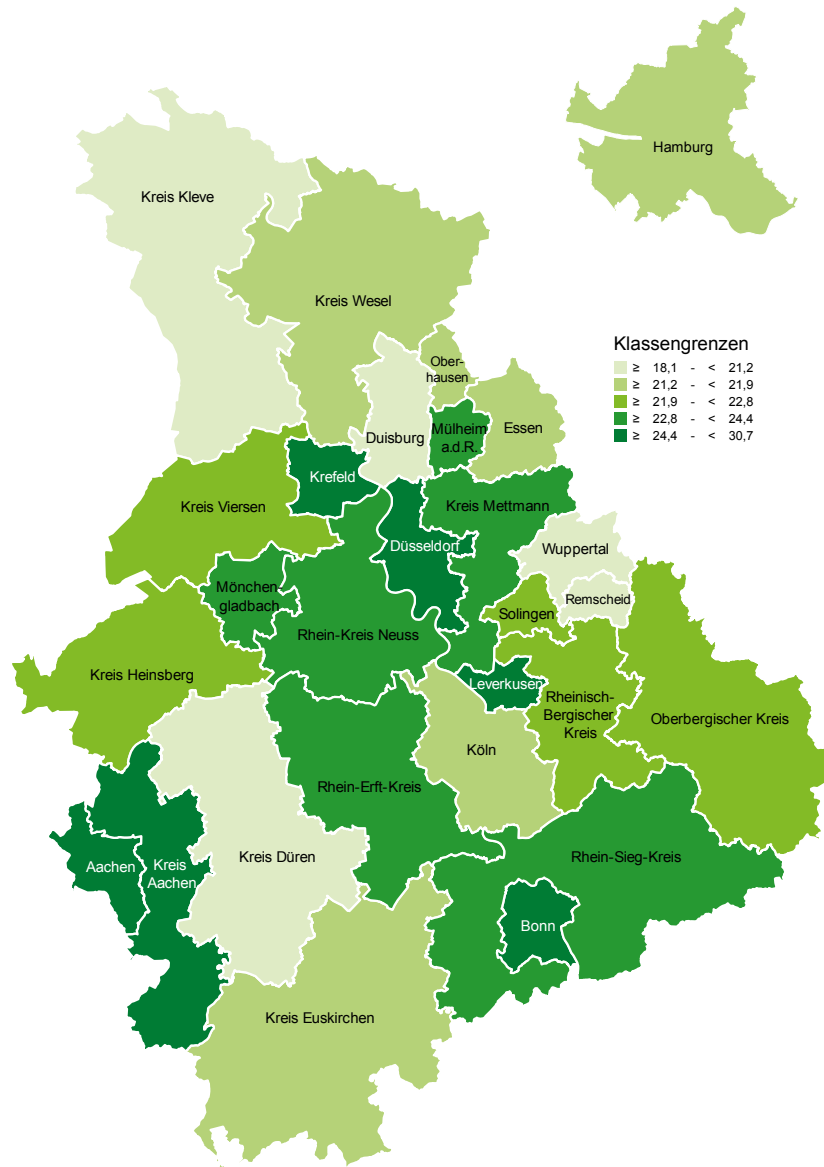 Hamburg
Kreis Kleve
Kreis Wesel
Klassengrenzen
≥ 18,1 - < 21,2
≥ 21,2 - < 21,9
≥ 21,9 - < 22,8
≥ 22,8 - < 24,4
≥ 24,4 - < 30,7
Ober-
hausen
Duisburg
Mülheim
a.d.R.
Essen
Krefeld
Kreis Viersen
Kreis Mettmann
Düsseldorf
Wuppertal
Mönchen-
gladbach
Remscheid
Solingen
Rhein-Kreis Neuss
Kreis Heinsberg
Leverkusen
Rheinisch-
Bergischer
Kreis
Oberbergischer Kreis
Köln
Rhein-Erft-Kreis
Kreis Düren
Rhein-Sieg-Kreis
Aachen
Kreis
Aachen
Bonn
Kreis Euskirchen